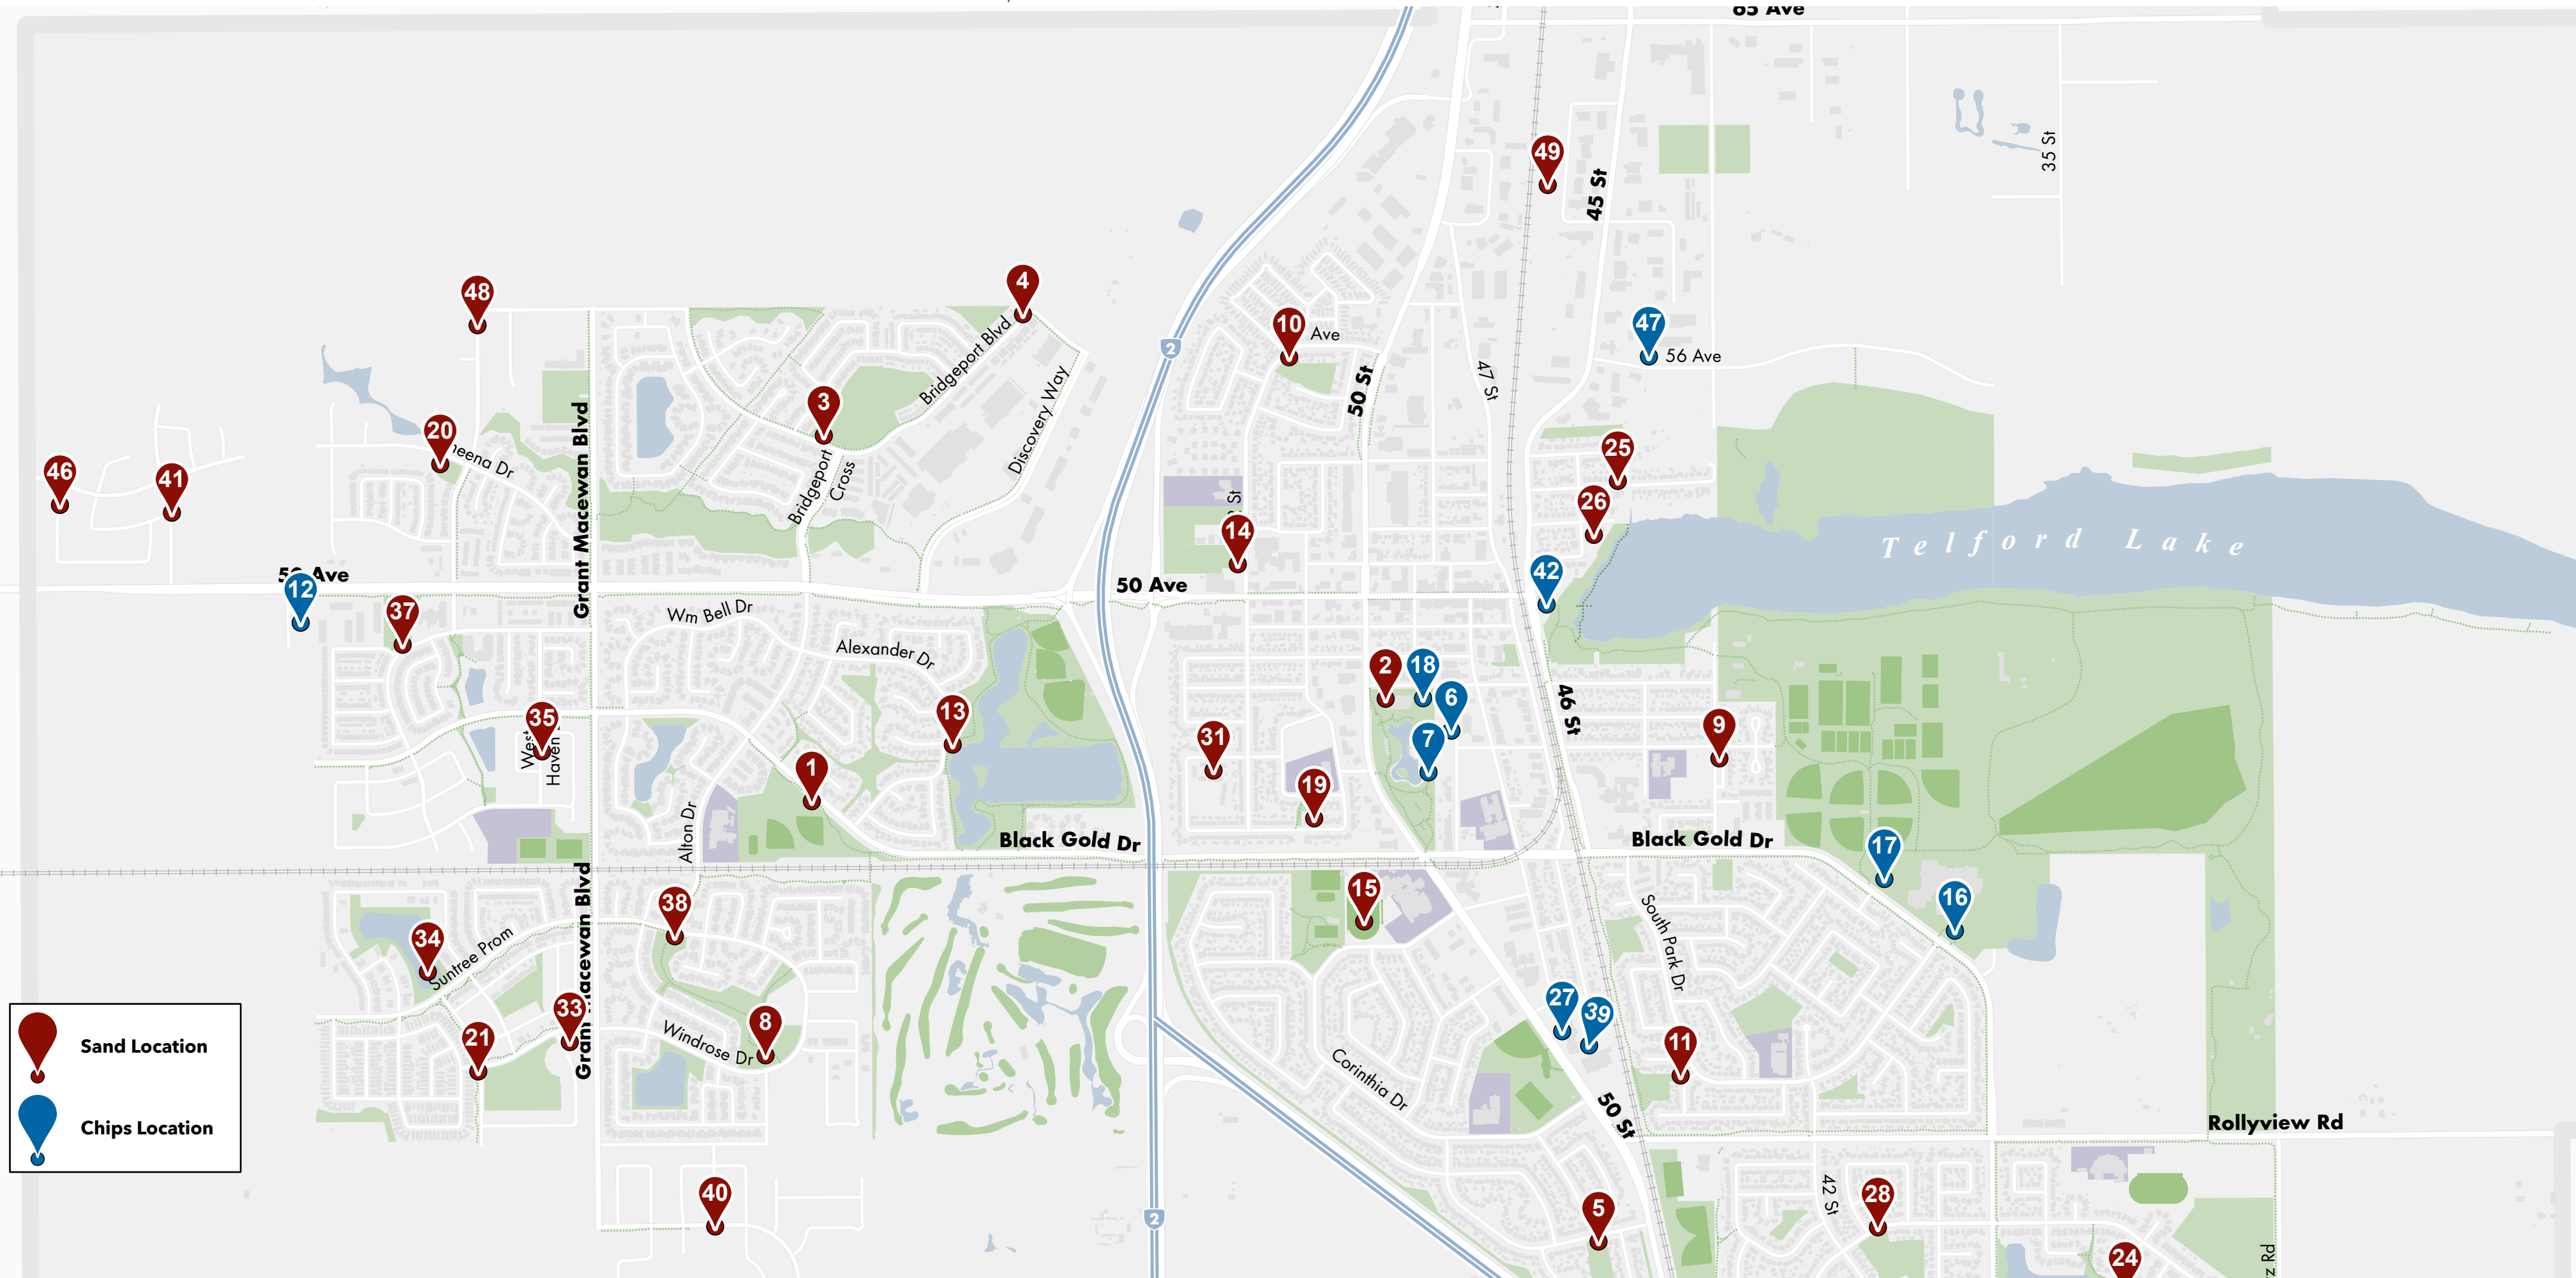 65 Ave
49
45 St
35 St
48
4
10
Ave
47
56 Ave
2
Bridgeport Blvd
3
Discovery Way
50 St
47 St
Grant Macewan Blvd
20
46
41
Bridgeport
Cross
25
26
St
14
Telford Lake
50 Ave
12
37
50 Ave
42
Wm Bell Dr
Alexander Dr
2
18
6
46 St
35
West
Haven
13
31
7
9
1
19
Alton Dr
Black Gold Dr
Black Gold Dr
17
38
15
16
34
Suntree Prom
South Park Dr
Grant Macewan Blvd
33
21
8
Windrose Dr
27
39
11
Sand Location
Corinthia Dr
50 St
Chips Location
Rollyview Rd
40
2
5
42 St
28
24
Rd